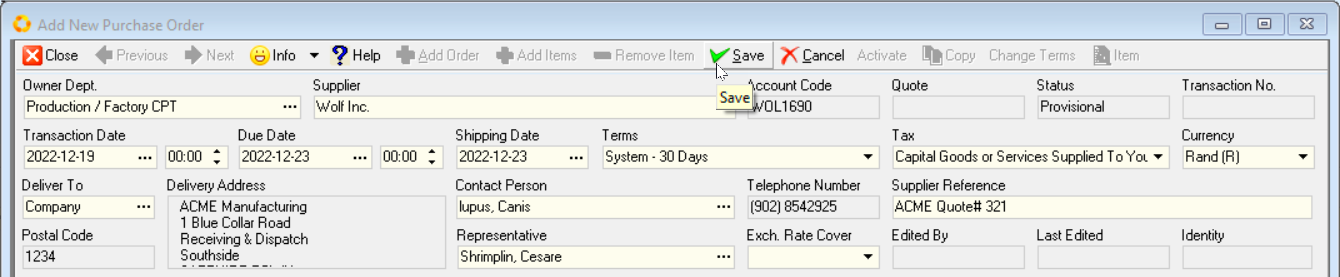 Add New Purchase Order
Close Previous Next Info Help Add Order Add Items Remove Item Save Cancel Activate Copy Change Terms Item
Owner Dept. Supplier Account Code Quote Status Transaction No.
Production / Factory CPT ... Wolf Inc. Save WOL1690 Provisional
Transaction Date Due Date Shipping Date Terms Tax Currency
2022-12-19 ... 00:00 2022-12-23 ... 00:00 2022-12-23 ... System - 30 Days Capital Goods or Services Supplied To You Rand (R)
Deliver To Delivery Address Contact Person Telephone Number Supplier Reference
Company ... ACME Manufacturing lupus, Canis ... (902) 8542925 ACME Quote# 321
1 Blue Collar Road
Postal Code Receiving & Dispatch Representative Exch. Rate Cover Edited By Last Edited Identity
1234 Southside Shrimplin, Cesare ...